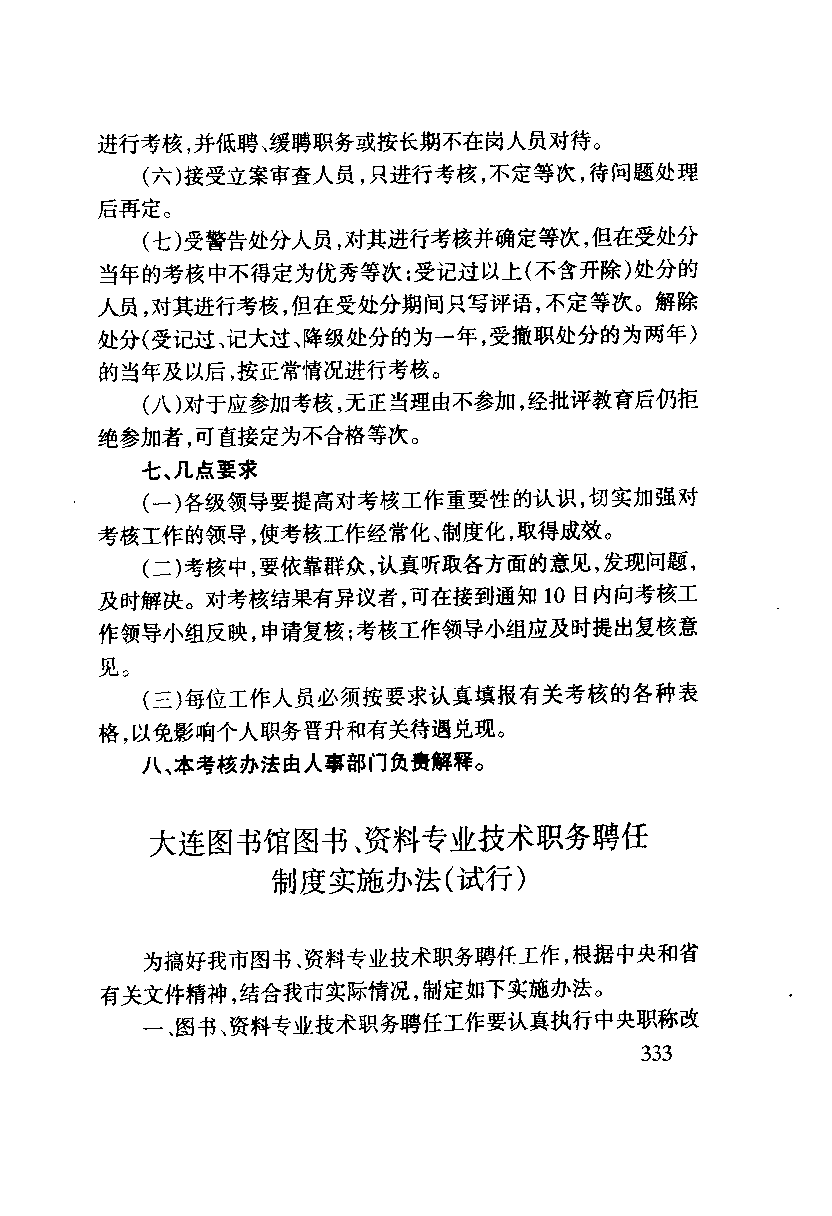 进行考核,并低聘、缓聘职务或按长期不在岗人员对待。
(六)接受立案审查人员,只进行考核,不定等次,待问题处理
后再定。
(七)受警告处分人员,对其进行考核并确定等次,但在受处分
当年的考核中不得定为优秀等次;受记过以上(不含开除)处分的
人员,对其进行考核,但在受处分期间只写评语,不定等次。解除
处分(受记过、记大过、降级处分的为一年,受撤职处分的为两年)
的当年及以后,按正常情况进行考核。
(八)对于应参加考核,无正当理由不参加,经批评教育后仍拒
绝参加者,可直接定为不合格等次。
七、几点要求
(一)各级领导要提高对考核工作重要性的认识,切实加强对
考核工作的领导,使考核工作经常化、制度化,取得成效。
(二)考核中,要依靠群众,认真听取各方面的意见,发现问题,
及时解决。对考核结果有异议者,可在接到通知 10 日内向考核工
作领导小组反映,申请复核;考核工作领导小组应及时提出复核意
见。
(三)每位工作人员必须按要求认真填报有关考核的各种表
格,以免影响个人职务晋升和有关待遇兑现。
八、本考核办法由人事部门负责解释。
大连图书馆图书、资料专业技术职务聘任
制度实施办法(试行)
为搞好我市图书、资料专业技术职务聘任工作,根据中央和省
有关文件精神,结合我市实际情况,制定如下实施办法。
一、图书、资料专业技术职务聘任工作要认真执行中央职称改
333